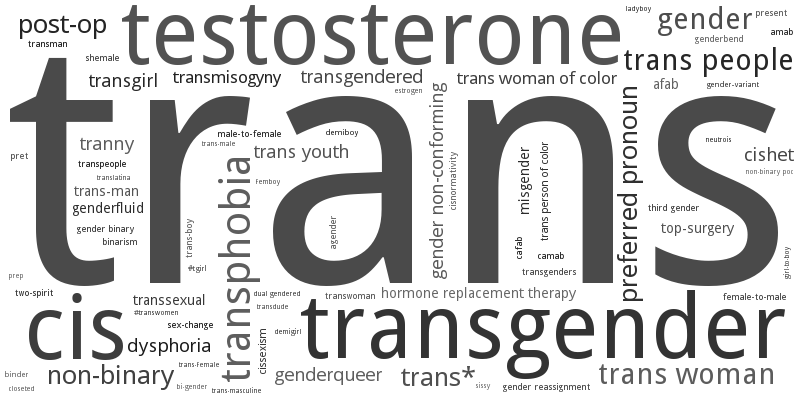 ladyboy
testosterone
gender
present
post-op
amab
transman
genderbend
shemale
trans people
transgirl
transmisogyny
transgendered
trans woman of color
afab
gender-variant
estrogen
trans
male-to-female
demiboy
neutrois
tranny
trans-male
trans youth
pret
cishet
transpeople
non-binary poc
translatina
femboy
trans-man
genderfluid
gender non-conforming
cisnormativity
misgender
trans person of color
preferred pronoun
third gender
gender binary
binarism
trans-boy
transphobia
agender
top-surgery
cafab
camab
#tgirl
transgenders
girl-to-boy
prep
two-spirit
dual gendered
transwoman
hormone replacement therapy
female-to-male
cis
transsexual
#transwomen
transdude
transgender
sex-change
demigirl
dysphoria
cissexism
trans-female
binder
non-binary
genderqueer
trans*
trans woman
closeted
bi-gender
trans-masculine
sissy
gender reassignment